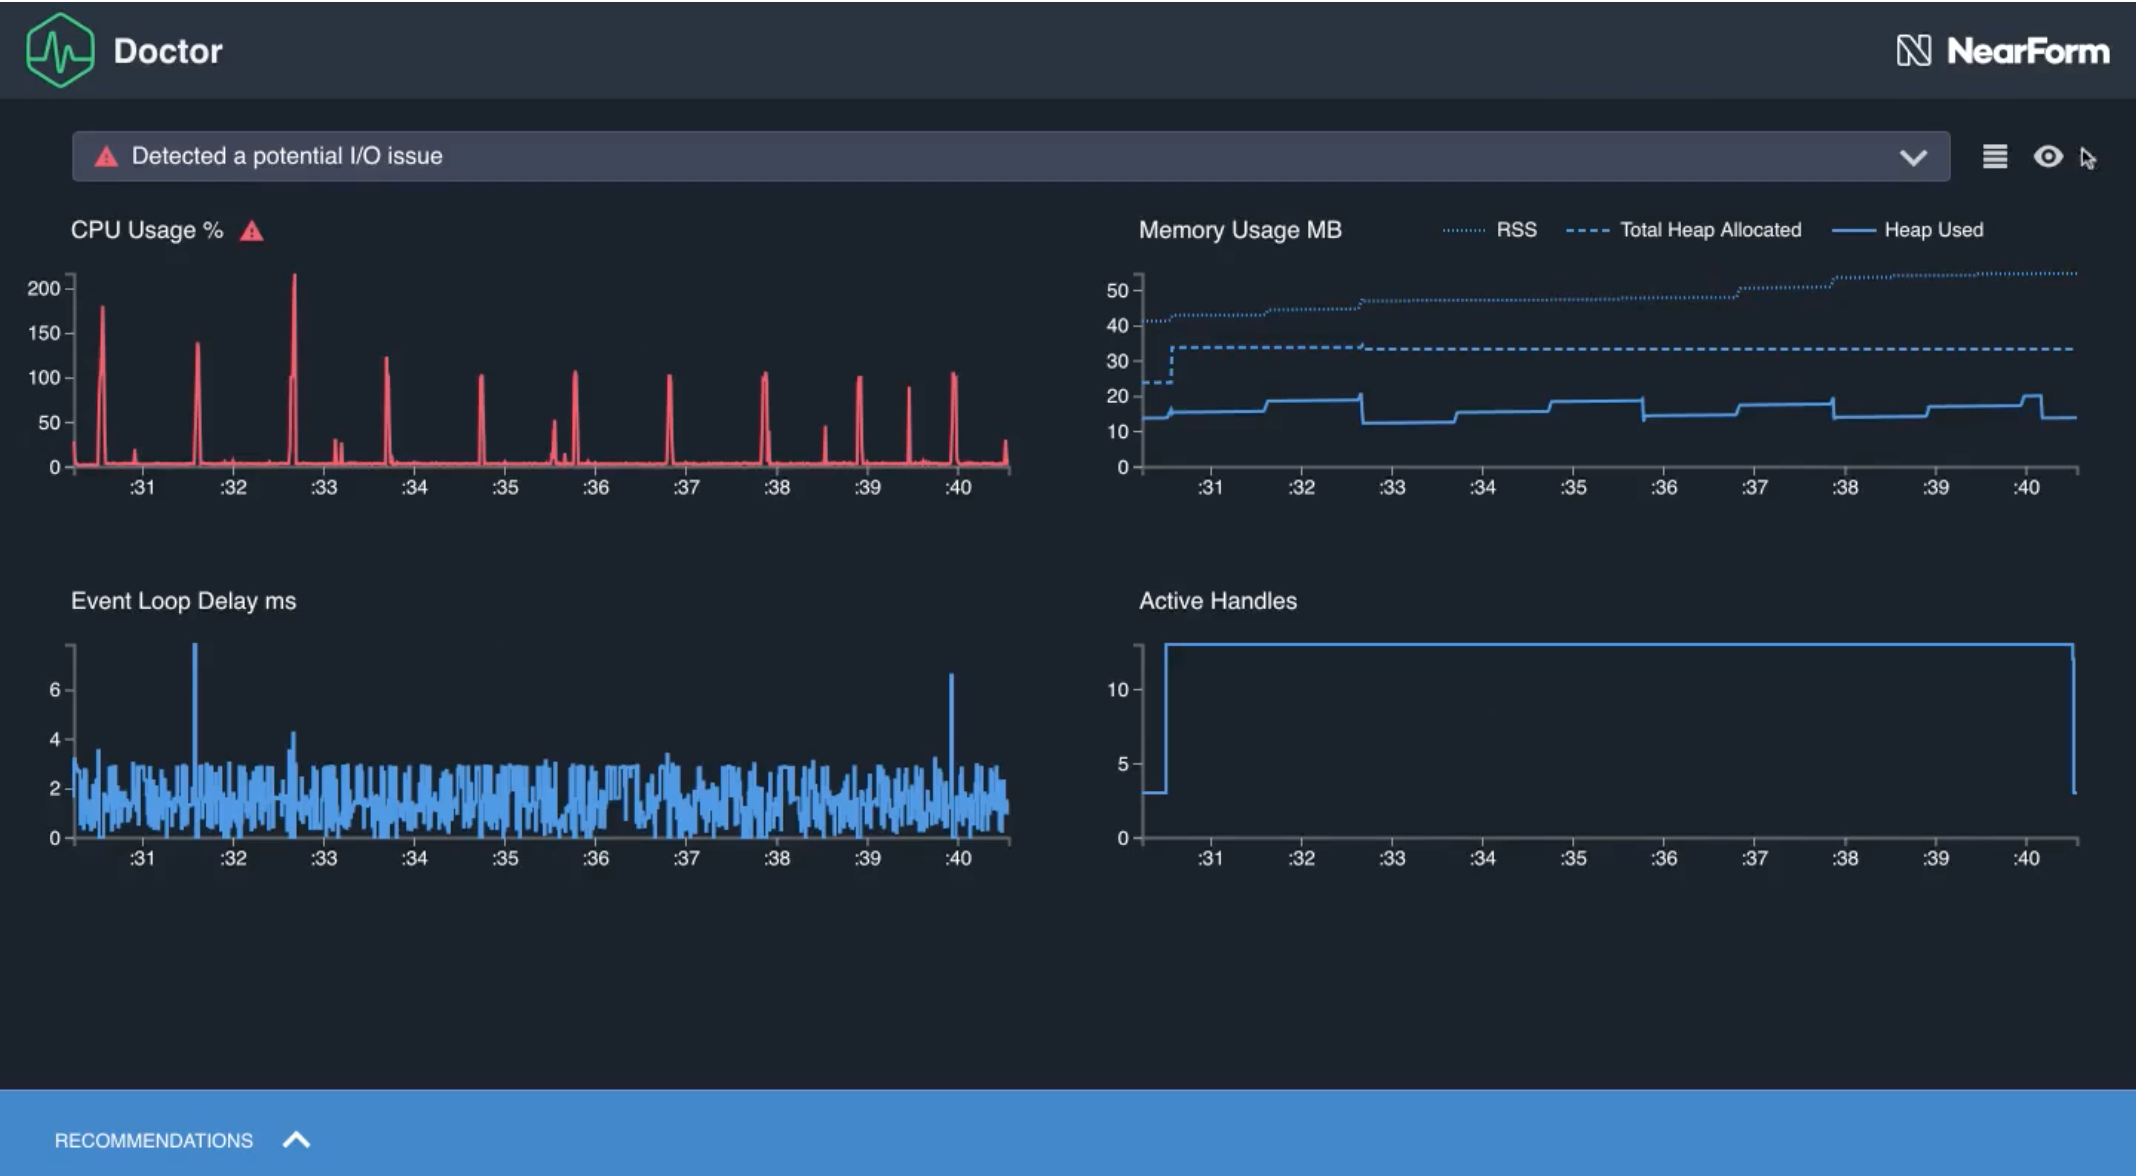 Doctor
NearForm
Detected a potential I/O issue
CPU Usage %
200
150
100
50
0
:31 :32 :33 :34 :35 :36 :37 :38 :39 :40
Memory Usage MB RSS Total Heap Allocated Heap Used
50
40
30
20
10
0
:31 :32 :33 :34 :35 :36 :37 :38 :39 :40
Event Loop Delay ms
6
4
2
0
:31 :32 :33 :34 :35 :36 :37 :38 :39 :40
Active Handles
10
5
0
:31 :32 :33 :34 :35 :36 :37 :38 :39 :40
RECOMMENDATIONS